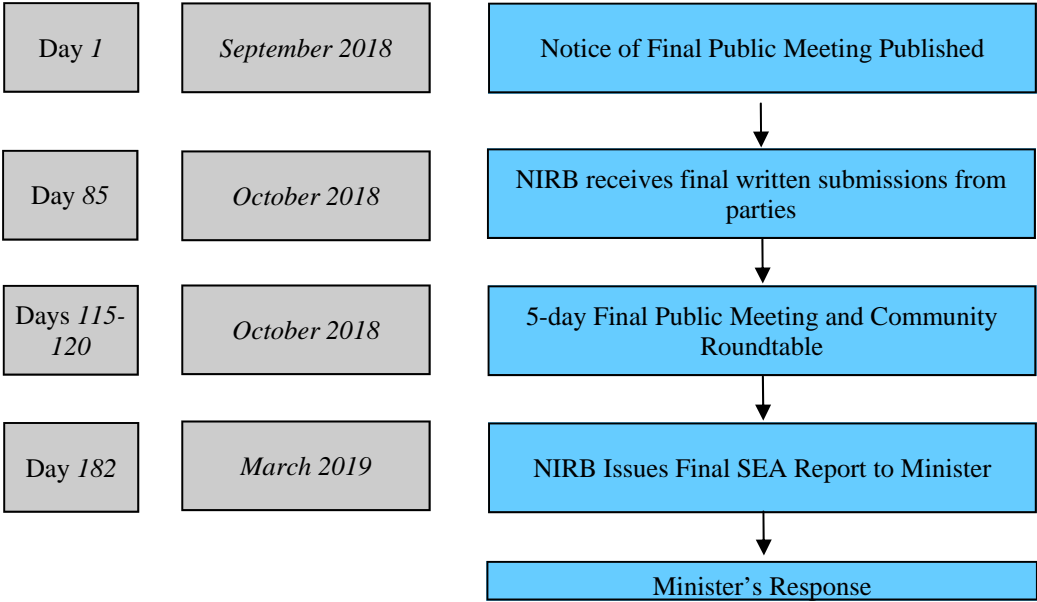 Day 1
September 2018
Notice of Final Public Meeting Published
Day 85
October 2018
NIRB receives final written submissions from
parties
Days 115-
120
October 2018
5-day Final Public Meeting and Community
Roundtable
Day 182
March 2019
NIRB Issues Final SEA Report to Minister
Minister’s Response